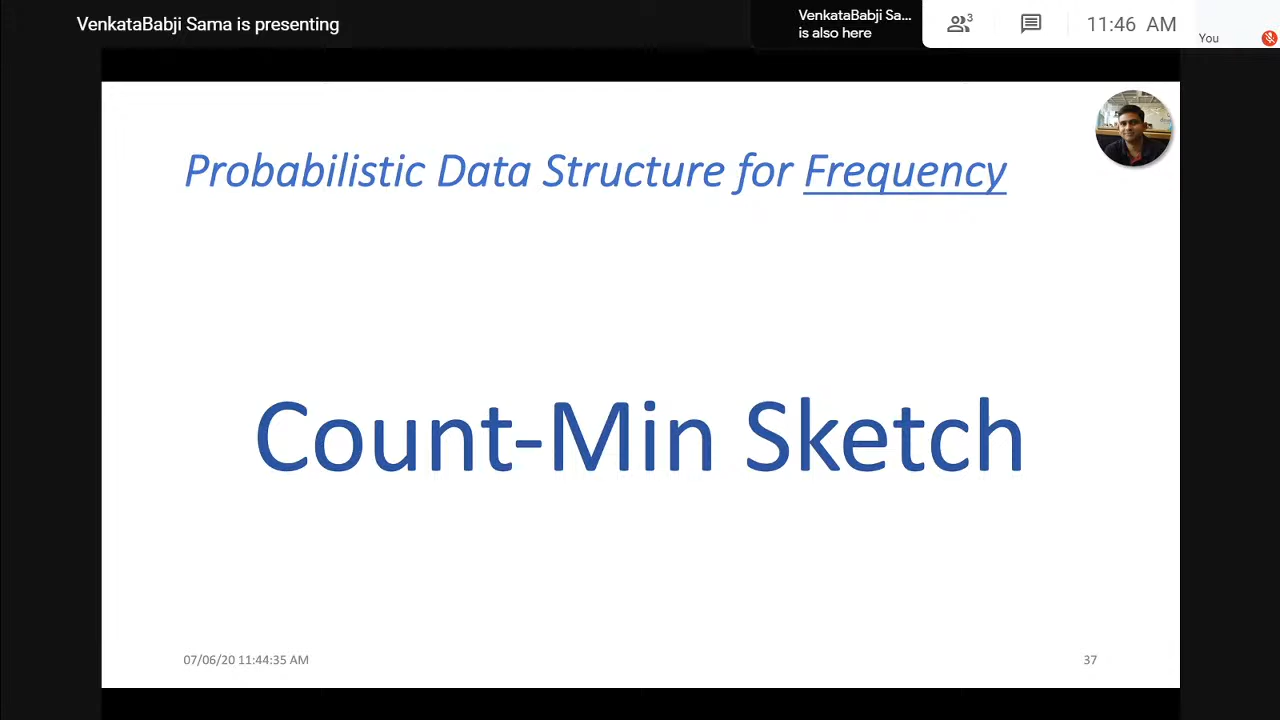 VenkataBabji Sama is presenting
VenkataBabji Sa...
is also here
3
11:46 AM
You
Probabilistic Data Structure for Frequency
Count-Min Sketch
07/06/20 11:44:35 AM
37